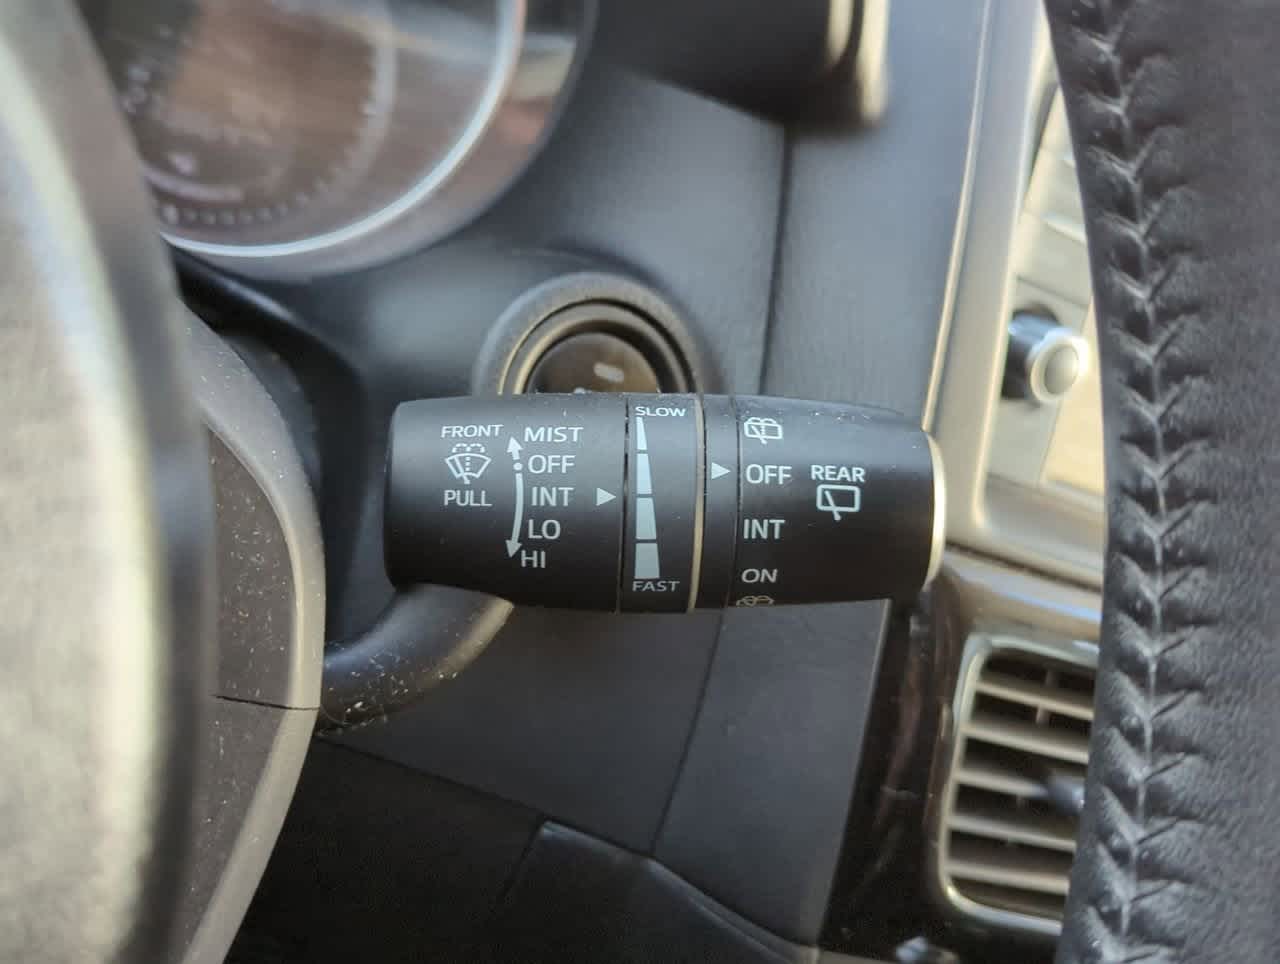 FRONT
PULL
MIST
OFF
INT
LO
HI
SLOW
FAST
OFF
INT
ON
REAR